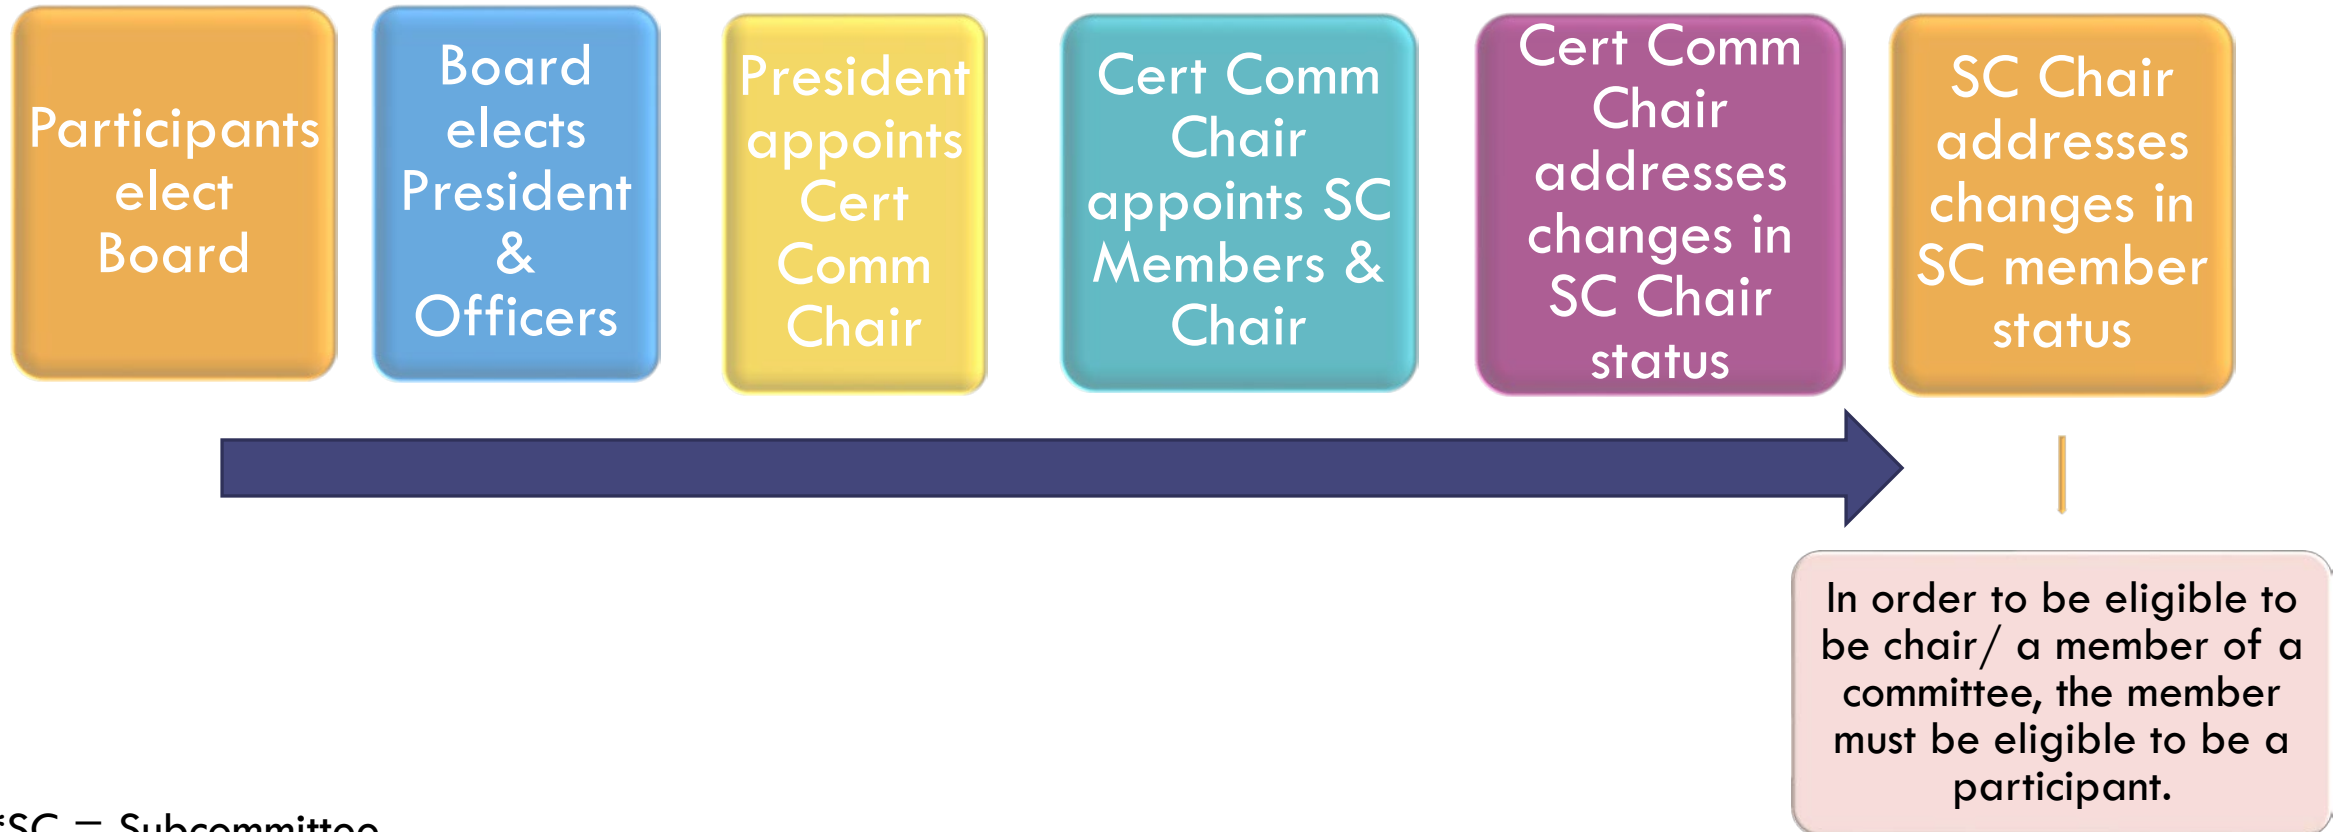 Participants
elect
Board
Board
elects
President
&
Officers
President
appoints
Cert
Comm
Chair
Cert Comm
Chair
appoints SC
Members &
Chair
Cert Comm
Chair
addresses
changes in
SC Chair
status
SC Chair
addresses
changes in
SC member
status
In order to be eligible to
be chair/ a member of a
committee, the member
must be eligible to be a
participant.
*SC = Subcommittee